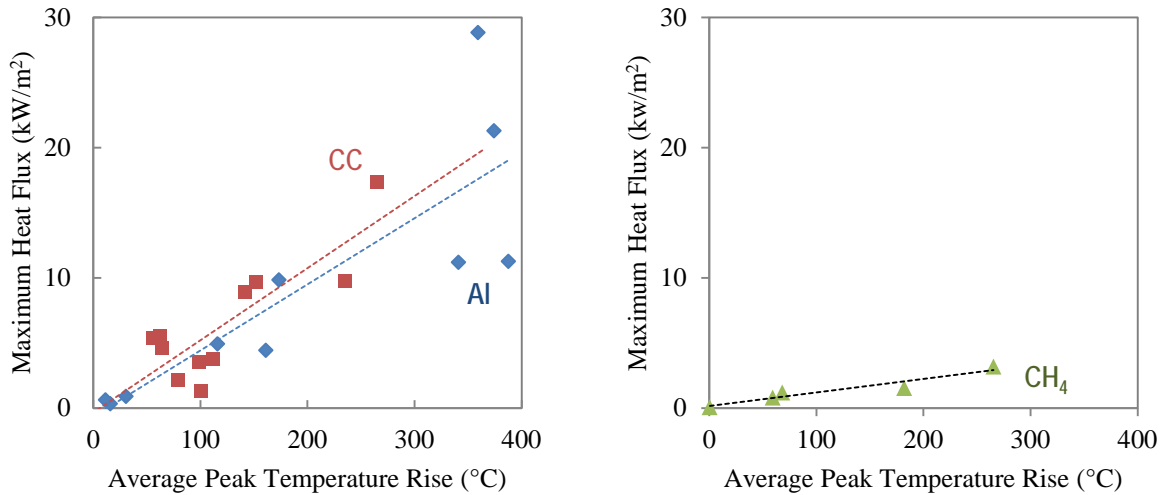 Maximum Heat Flux (kW/m²)
30
20
10
0
CC
Al
0 100 200 300 400
Average Peak Temperature Rise (°C)
Maximum Heat Flux (kw/m²)
30
20
10
0
CH₄
0 100 200 300 400
Average Peak Temperature Rise (°C)